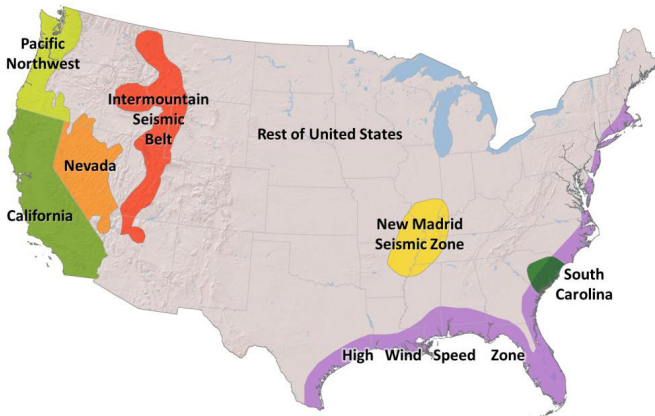 Pacific
Northwest
Intermountain
Seismic
Belt
Rest of United States
Nevada
California
New Madrid
Seismic Zone
South
Carolina
High Wind Speed Zone